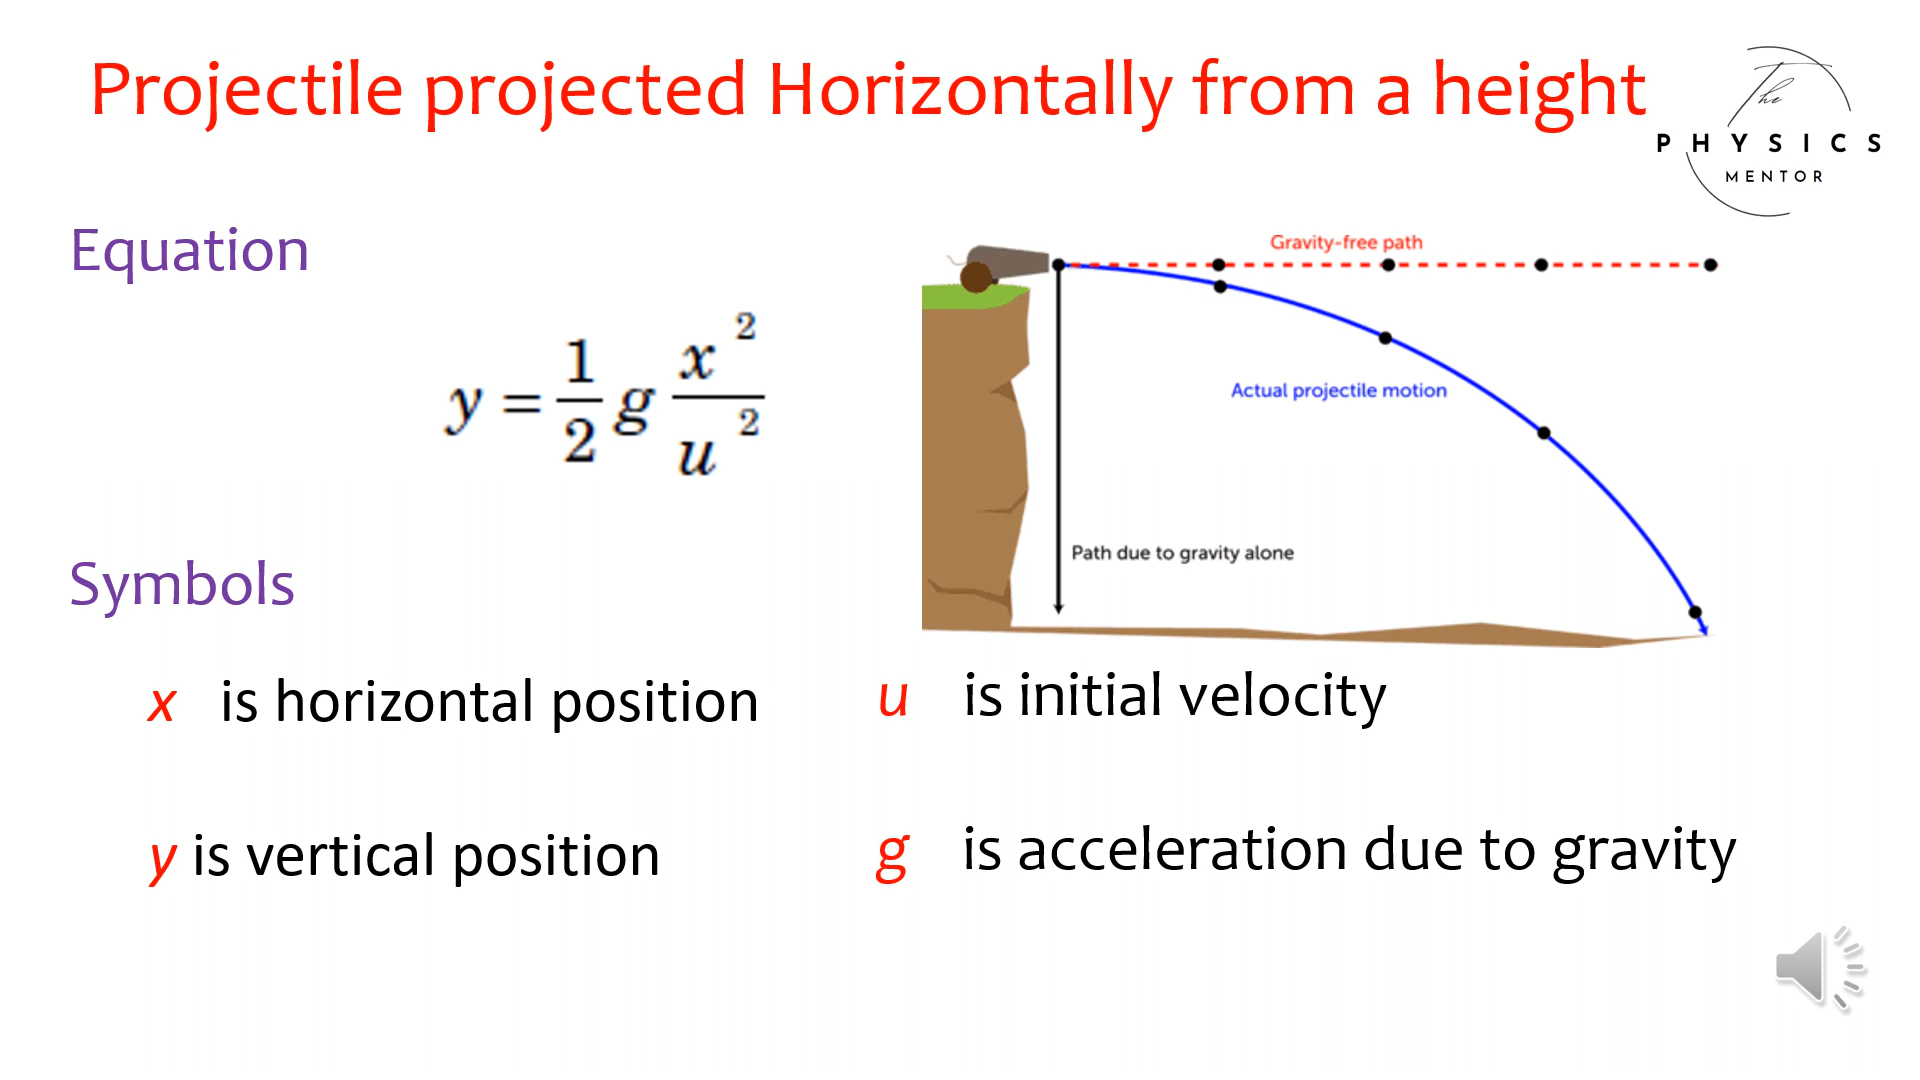 Projectile projected Horizontally from a height
The
PHYSICS
MENTOR
Equation
y = 1/2 g x²/u²
Gravity-free path
Actual projectile motion
Path due to gravity alone
Symbols
x is horizontal position
u is initial velocity
y is vertical position
g is acceleration due to gravity